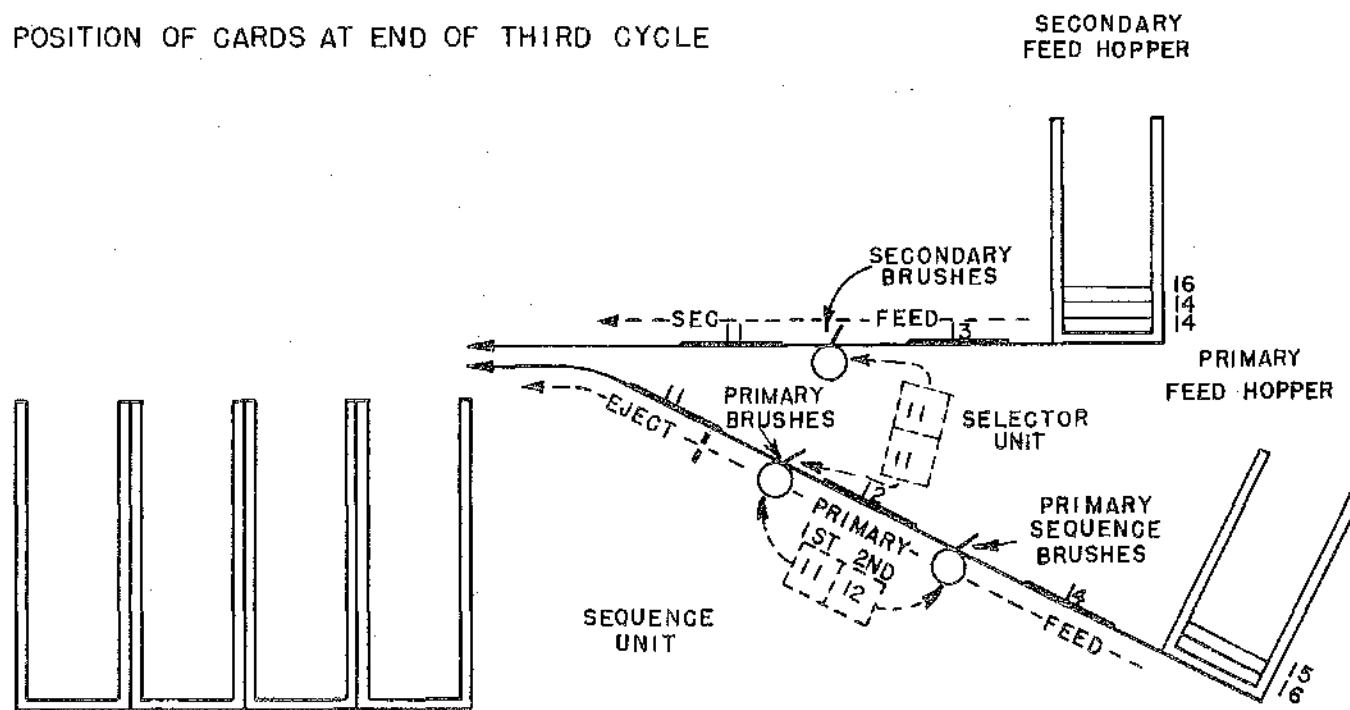 POSITION OF CARDS AT END OF THIRD CYCLE
SECONDARY
FEED HOPPER
SECONDARY
BRUSHES
16
14
14
SEC
FEED
11
13
PRIMARY
FEED HOPPER
11
EJECT
PRIMARY
BRUSHES
11
11
SELECTOR
UNIT
12
PRIMARY
SEQUENCE
BRUSHES
PRIMARY
1ST 2ND
11 12
SEQUENCE
UNIT
14
FEED
15
16